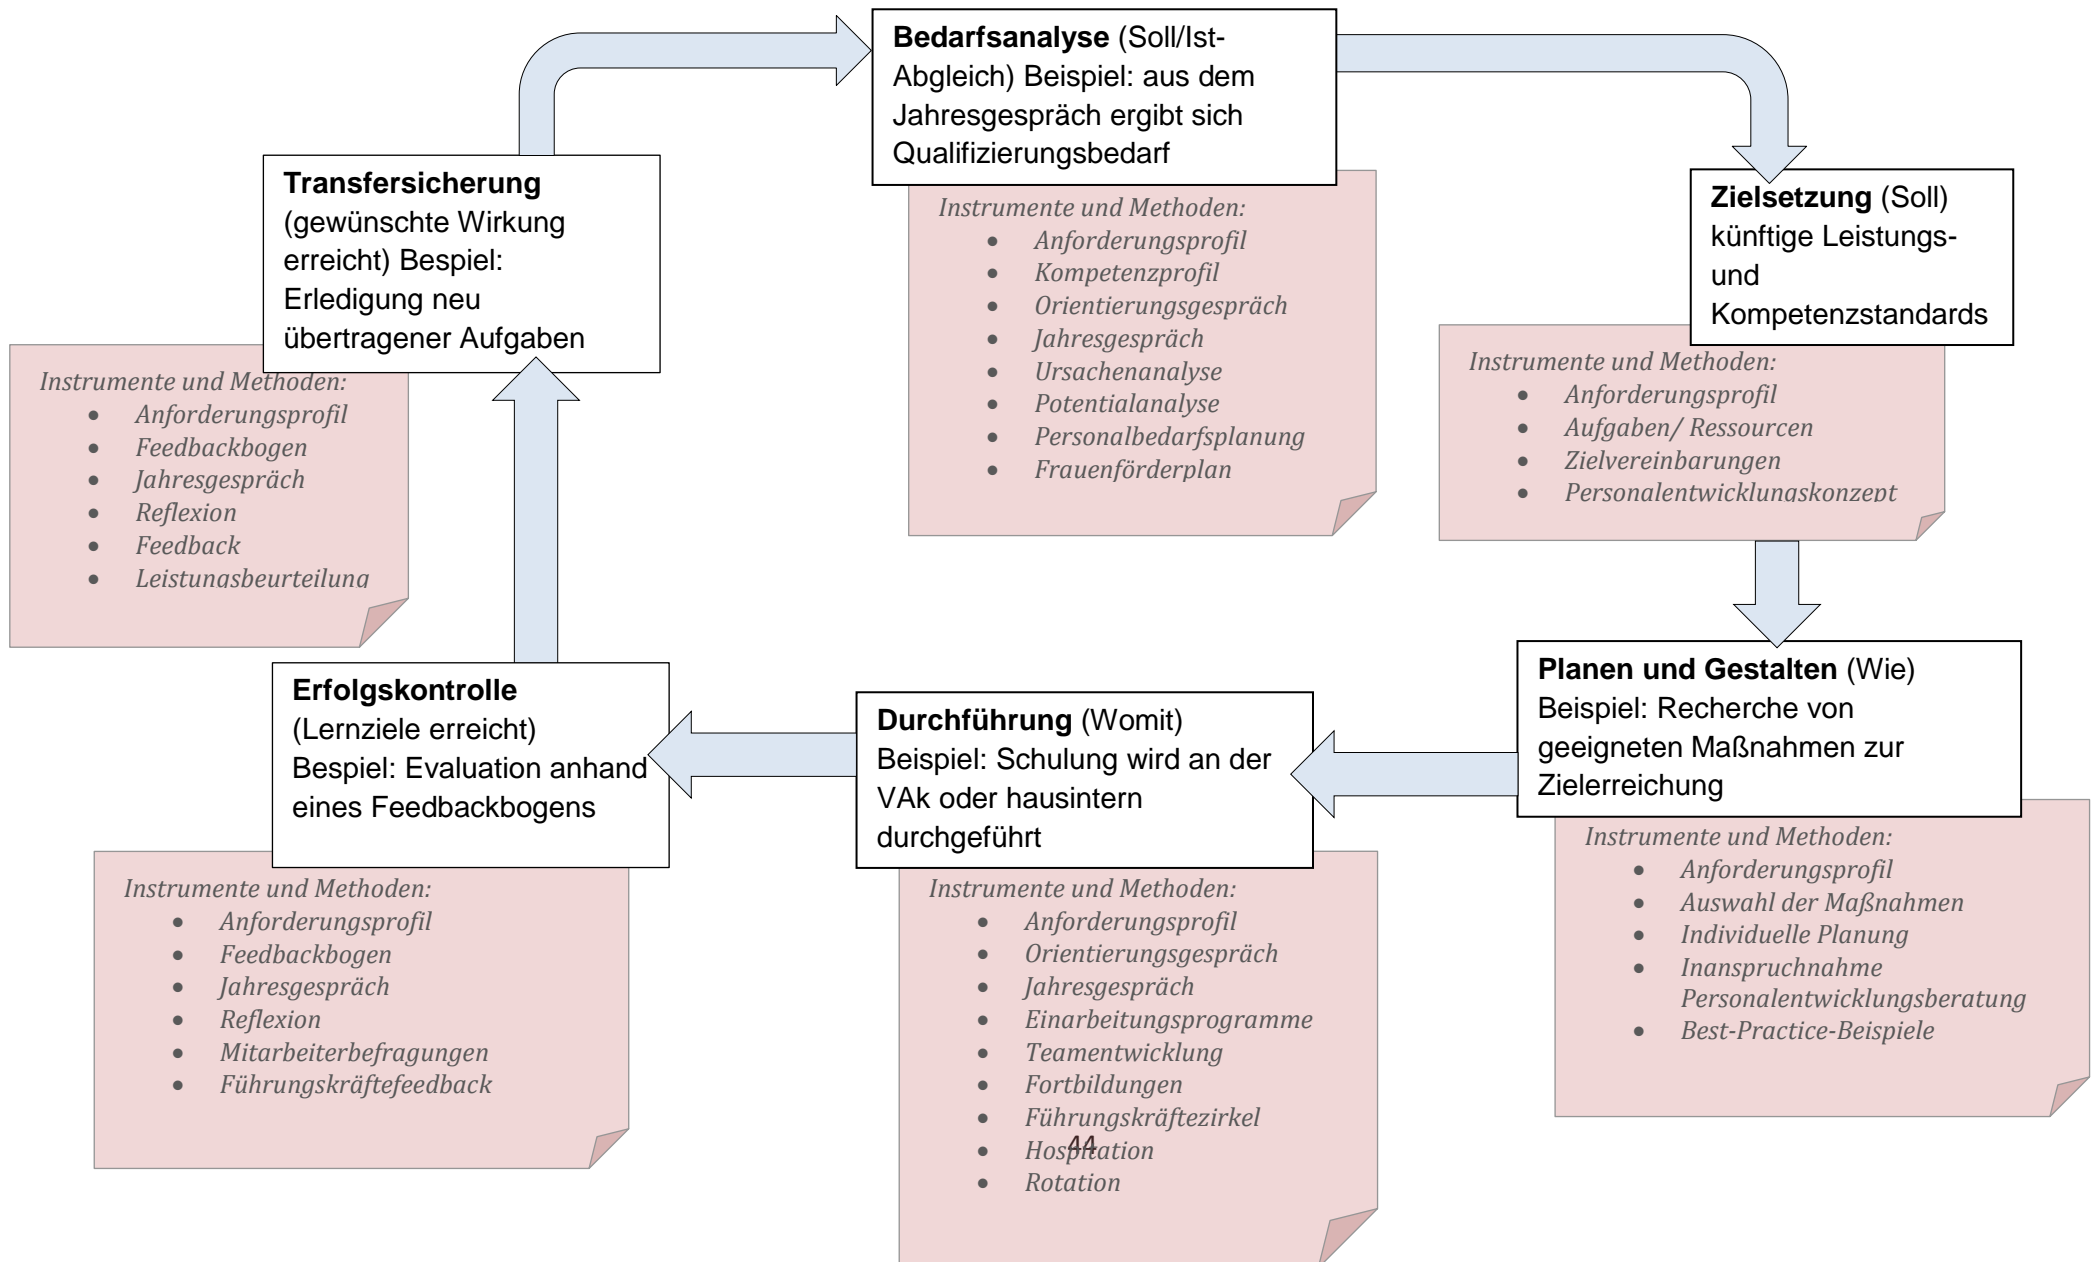 Bedarfsanalyse (Soll/Ist-
Abgleich) Beispiel: aus dem
Jahresgespräch ergibt sich
Qualifizierungsbedarf
Instrumente und Methoden:
• Anforderungsprofil
• Kompetenzprofil
• Orientierungsgespräch
• Jahresgespräch
• Ursachenanalyse
• Potentialanalyse
• Personalbedarfsplanung
• Frauenförderplan
Zielsetzung (Soll)
künftige Leistungs-
und
Kompetenzstandards
Instrumente und Methoden:
• Anforderungsprofil
• Aufgaben/ Ressourcen
• Zielvereinbarungen
• Personalentwicklungskonzept
Planen und Gestalten (Wie)
Beispiel: Recherche von
geeigneten Maßnahmen zur
Zielerreichung
Instrumente und Methoden:
• Anforderungsprofil
• Auswahl der Maßnahmen
• Individuelle Planung
• Inanspruchnahme
Personalentwicklungsberatung
• Best-Practice-Beispiele
Durchführung (Womit)
Beispiel: Schulung wird an der
VAk oder hausintern
durchgeführt
Instrumente und Methoden:
• Anforderungsprofil
• Orientierungsgespräch
• Jahresgespräch
• Einarbeitungsprogramme
• Teamentwicklung
• Fortbildungen
• Führungskräftezirkel
• Hospitation
• Rotation
44
Erfolgskontrolle
(Lernziele erreicht)
Bespiel: Evaluation anhand
eines Feedbackbogens
Instrumente und Methoden:
• Anforderungsprofil
• Feedbackbogen
• Jahresgespräch
• Reflexion
• Mitarbeiterbefragungen
• Führungskräftefeedback
Transfersicherung
(gewünschte Wirkung
erreicht) Bespiel:
Erledigung neu
übertragener Aufgaben
Instrumente und Methoden:
• Anforderungsprofil
• Feedbackbogen
• Jahresgespräch
• Reflexion
• Feedback
• Leistungsbeurteilung